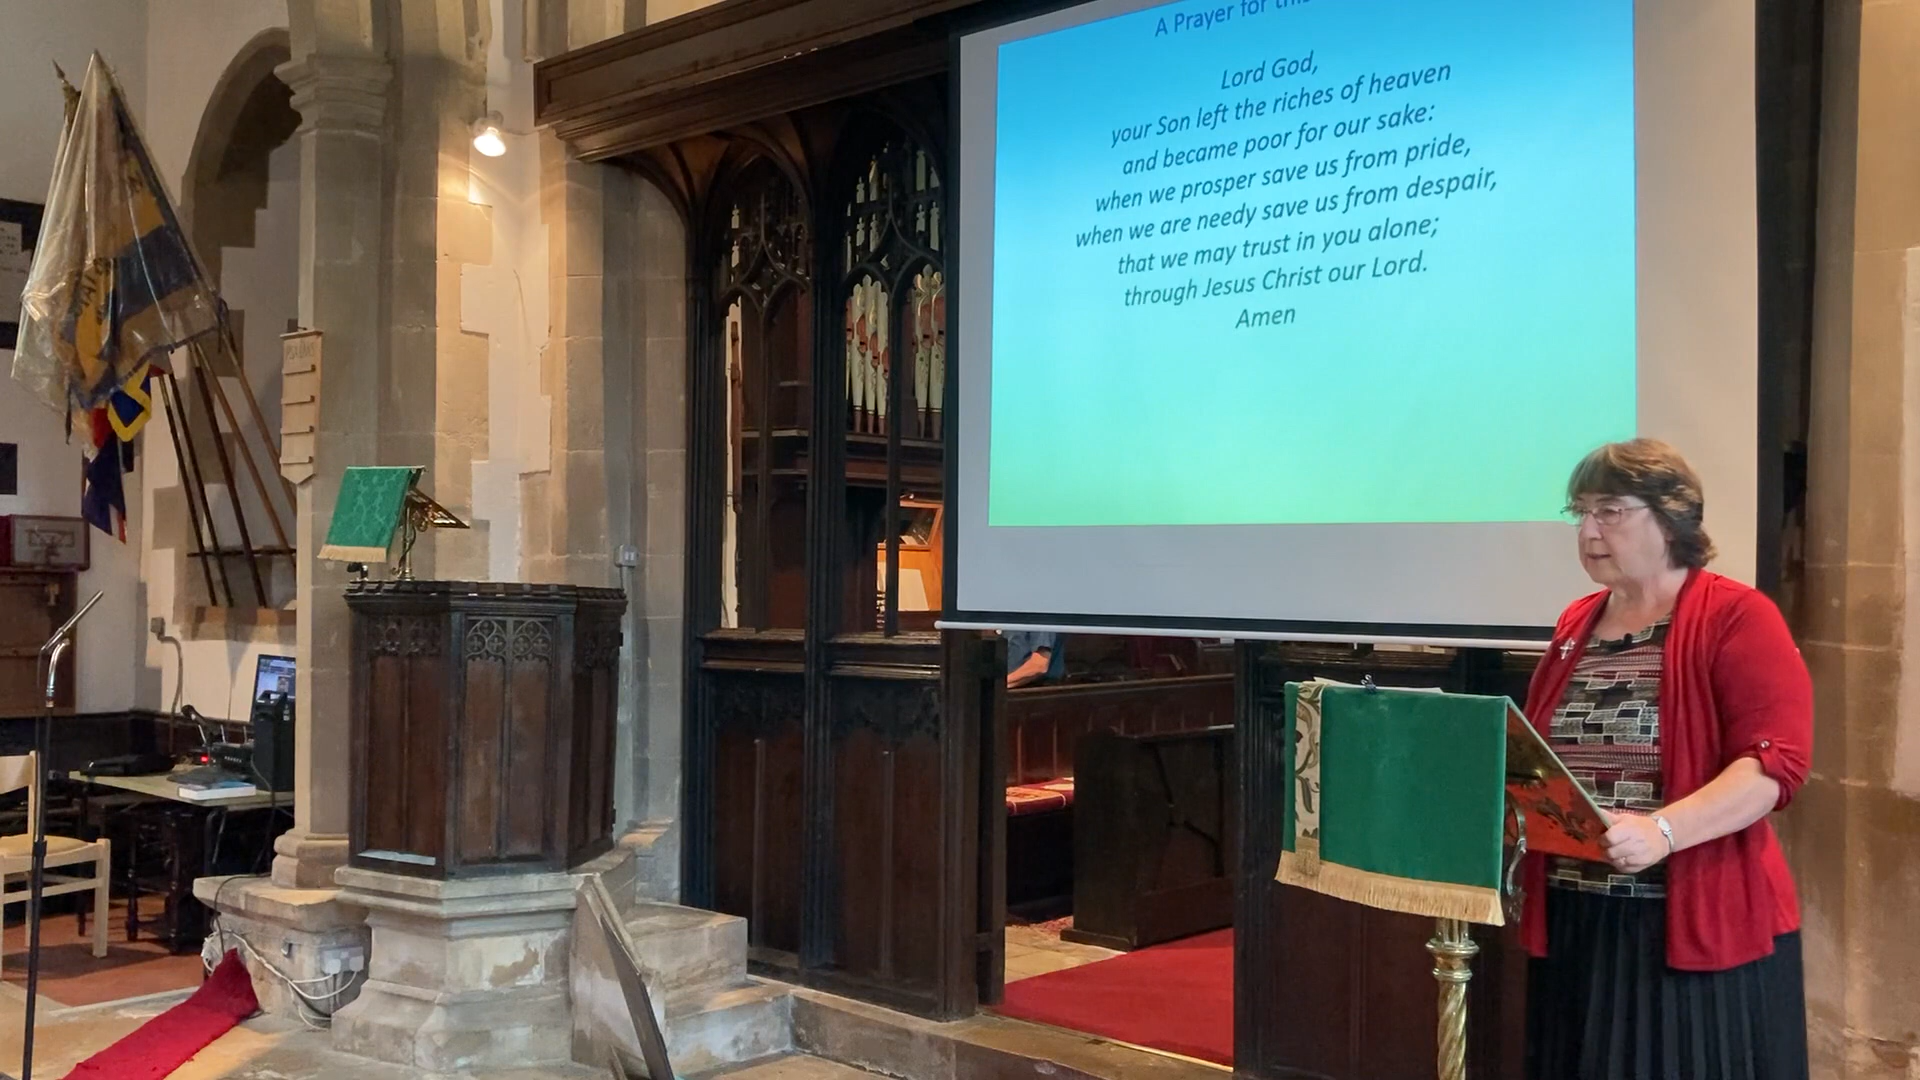 A Prayer for this
Lord God,
your Son left the riches of heaven
and became poor for our sake:
when we prosper save us from pride,
when we are needy save us from despair,
that we may trust in you alone;
through Jesus Christ our Lord.
Amen
PSALMS